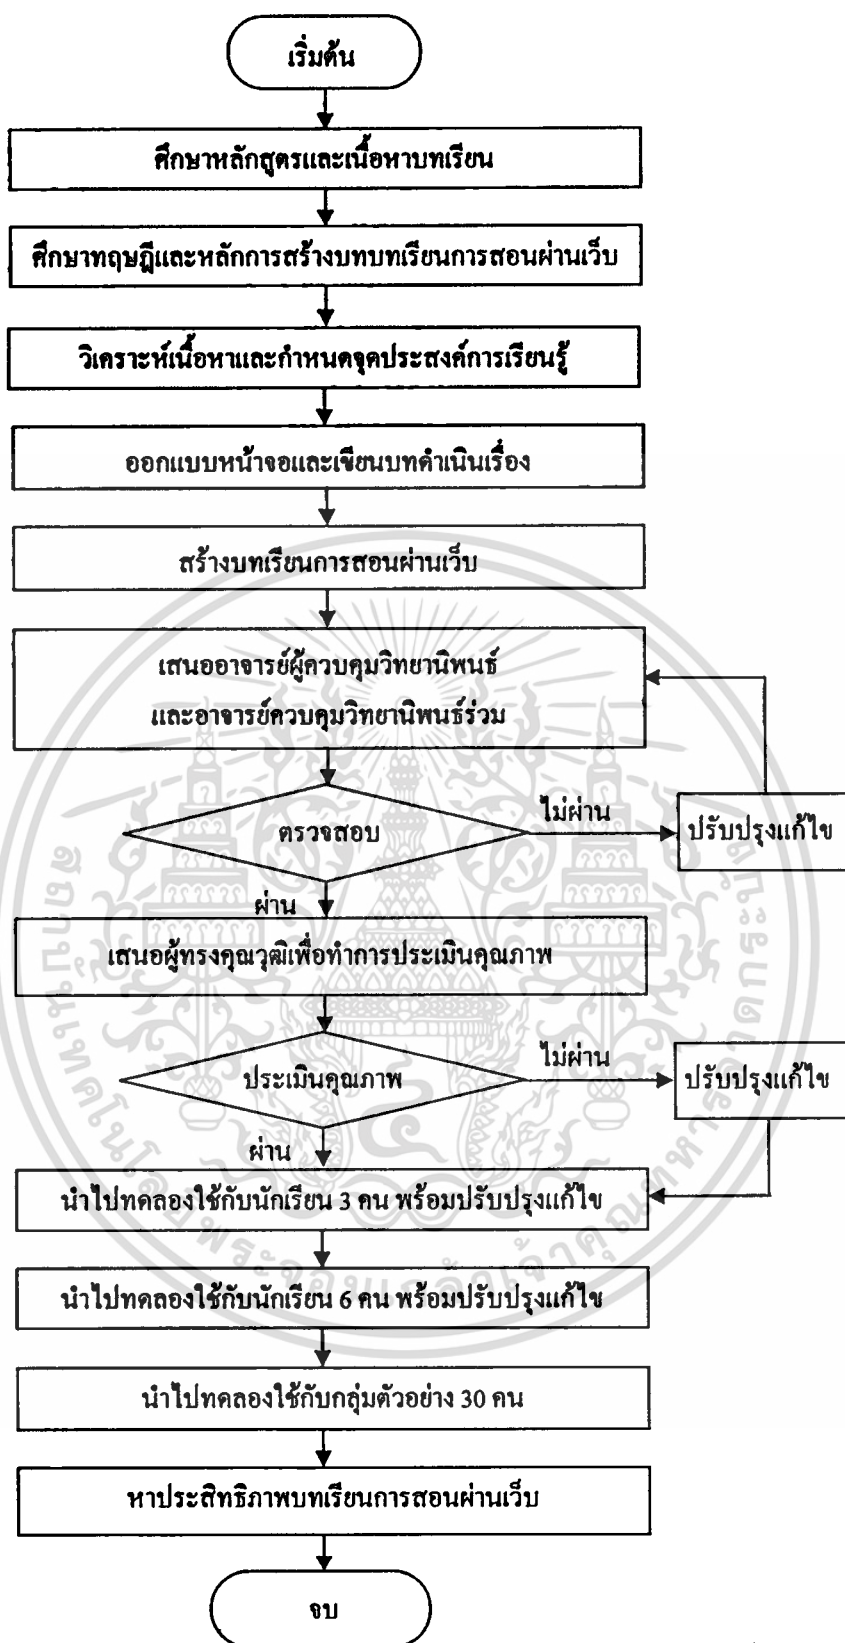 เริ่มต้น
ศึกษาหลักสูตรและเนื้อหาบทเรียน
ศึกษาทฤษฎีและหลักการสร้างบทบทเรียนการสอนผ่านเว็บ
วิเคราะห์เนื้อหาและกำหนดจุดประสงค์การเรียนรู้
ออกแบบหน้าจอและเขียนบทดำเนินเรื่อง
สร้างบทเรียนการสอนผ่านเว็บ
เสนออาจารย์ผู้ควบคุมวิทยานิพนธ์
และอาจารย์ควบคุมวิทยานิพนธ์ร่วม
ตรวจสอบ
ไม่ผ่าน
ปรับปรุงแก้ไข
ผ่าน
เสนอผู้ทรงคุณวุฒิเพื่อทำการประเมินคุณภาพ
ประเมินคุณภาพ
ไม่ผ่าน
ปรับปรุงแก้ไข
ผ่าน
นำไปทดลองใช้กับนักเรียน 3 คน พร้อมปรับปรุงแก้ไข
นำไปทดลองใช้กับนักเรียน 6 คน พร้อมปรับปรุงแก้ไข
นำไปทดลองใช้กับกลุ่มตัวอย่าง 30 คน
หาประสิทธิภาพบทเรียนการสอนผ่านเว็บ
จบ